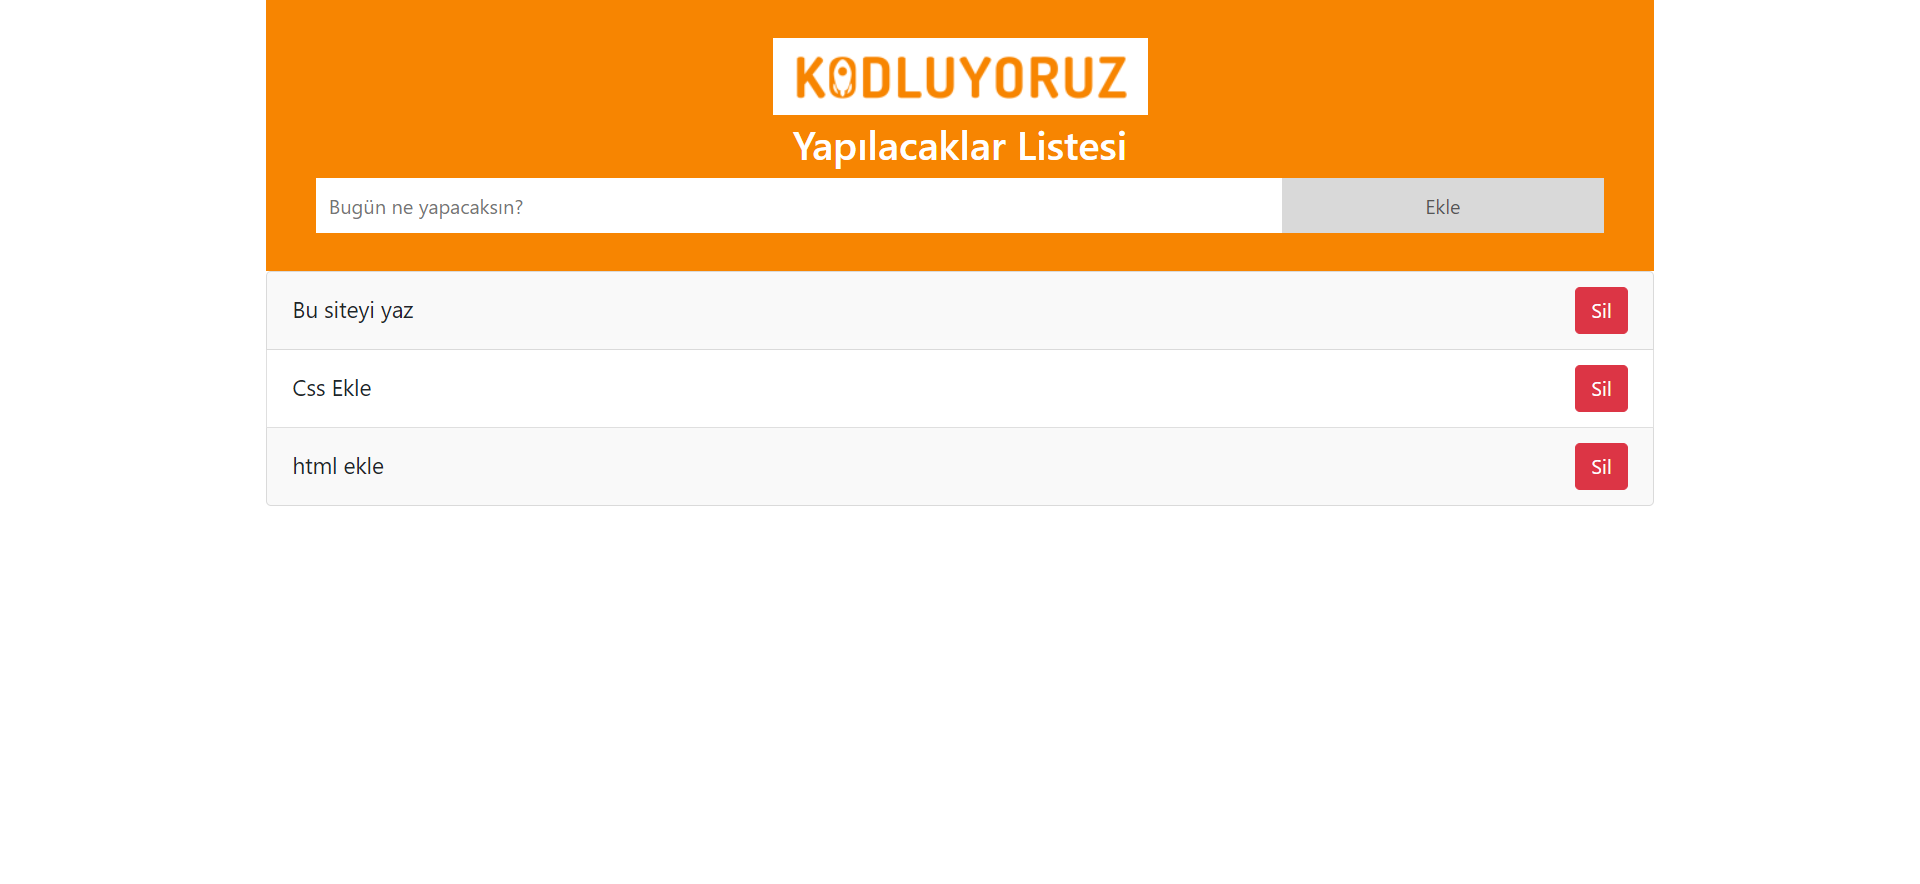 KODLUYORUZ
Yapılacaklar Listesi
Bugün ne yapacaksın? Ekle
Bu siteyi yaz Sil
Css Ekle Sil
html ekle Sil